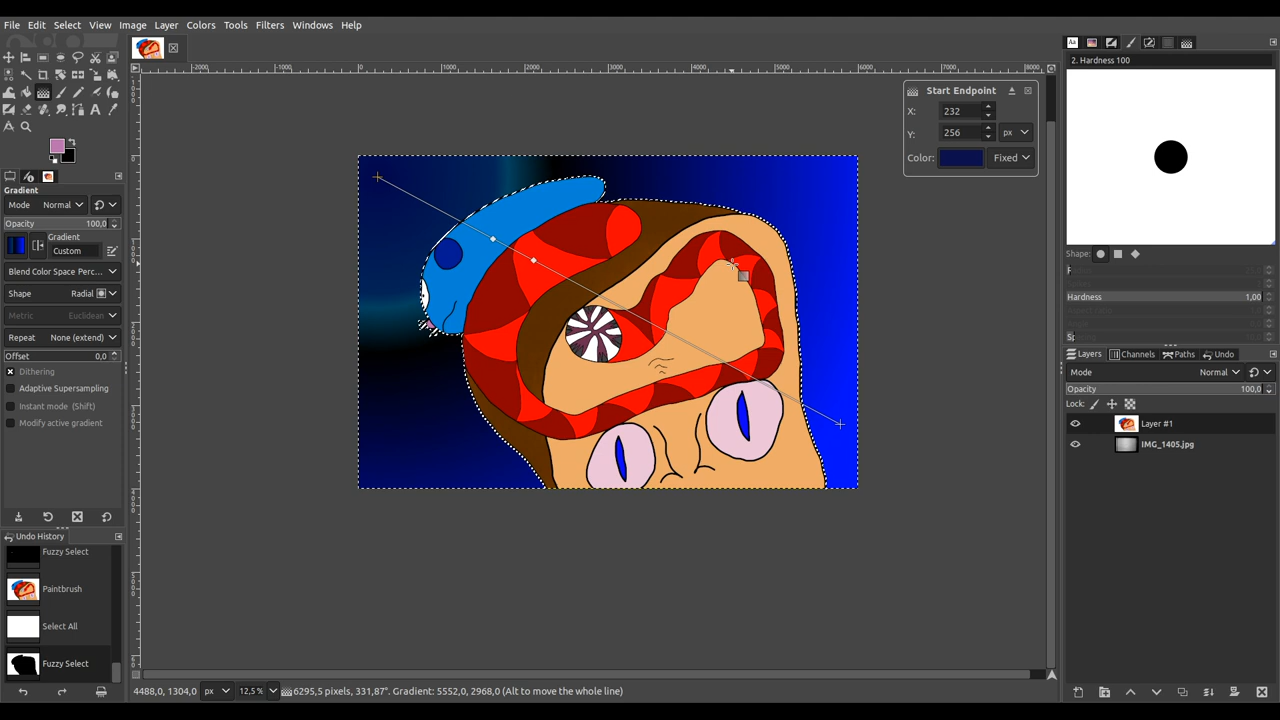 File Edit Select View Image Layer Colors Tools Filters Windows Help
Start Endpoint
X: 232
Y: 256 px
Color: Fixed
2. Hardness 100
Shape:
Hardness 1,00
Layers Channels Paths Undo
Mode Normal
Opacity 100,0
Lock:
Layer #1
IMG_1405.jpg
Gradient
Mode Normal
Opacity 100,0
Gradient
Custom
Blend Color Space Perc...
Shape Radial
Metric Euclidean
Repeat None (extend)
Offset 0,0
Dithering
Adaptive Supersampling
Instant mode (Shift)
Modify active gradient
Undo History
Fuzzy Select
Paintbrush
Select All
Fuzzy Select
4488,0, 1304,0 px 12,5 % 6295,5 pixels, 331,87°. Gradient: 5552,0, 2968,0 (Alt to move the whole line)